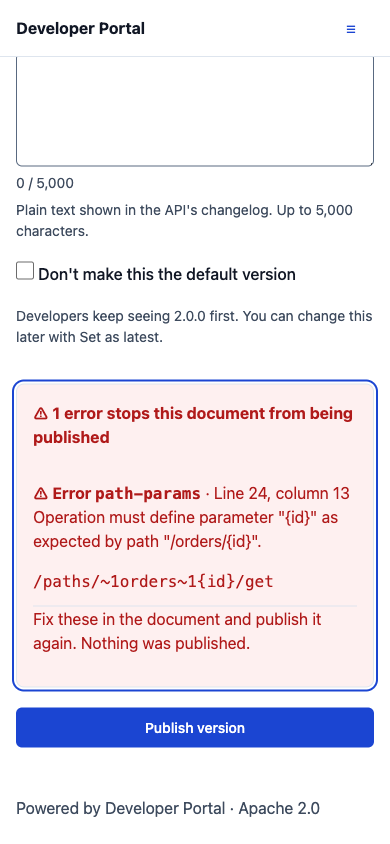 Developer Portal
≡
0 / 5,000
Plain text shown in the API's changelog. Up to 5,000
characters.
Don't make this the default version
Developers keep seeing 2.0.0 first. You can change this
later with Set as latest.
⚠ 1 error stops this document from being
published
⚠ Error path-params · Line 24, column 13
Operation must define parameter "{id}" as
expected by path "/orders/{id}".
/paths/~1orders~1{id}/get
Fix these in the document and publish it
again. Nothing was published.
Publish version
Powered by Developer Portal · Apache 2.0